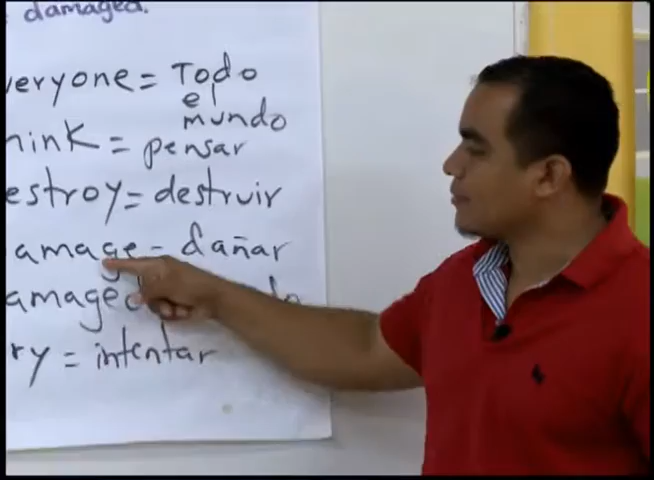 damaged.
veryone = Todo
el
mundo
hink = pensar
estroy = destruir
amage = dañar
amaged
ry = intentar